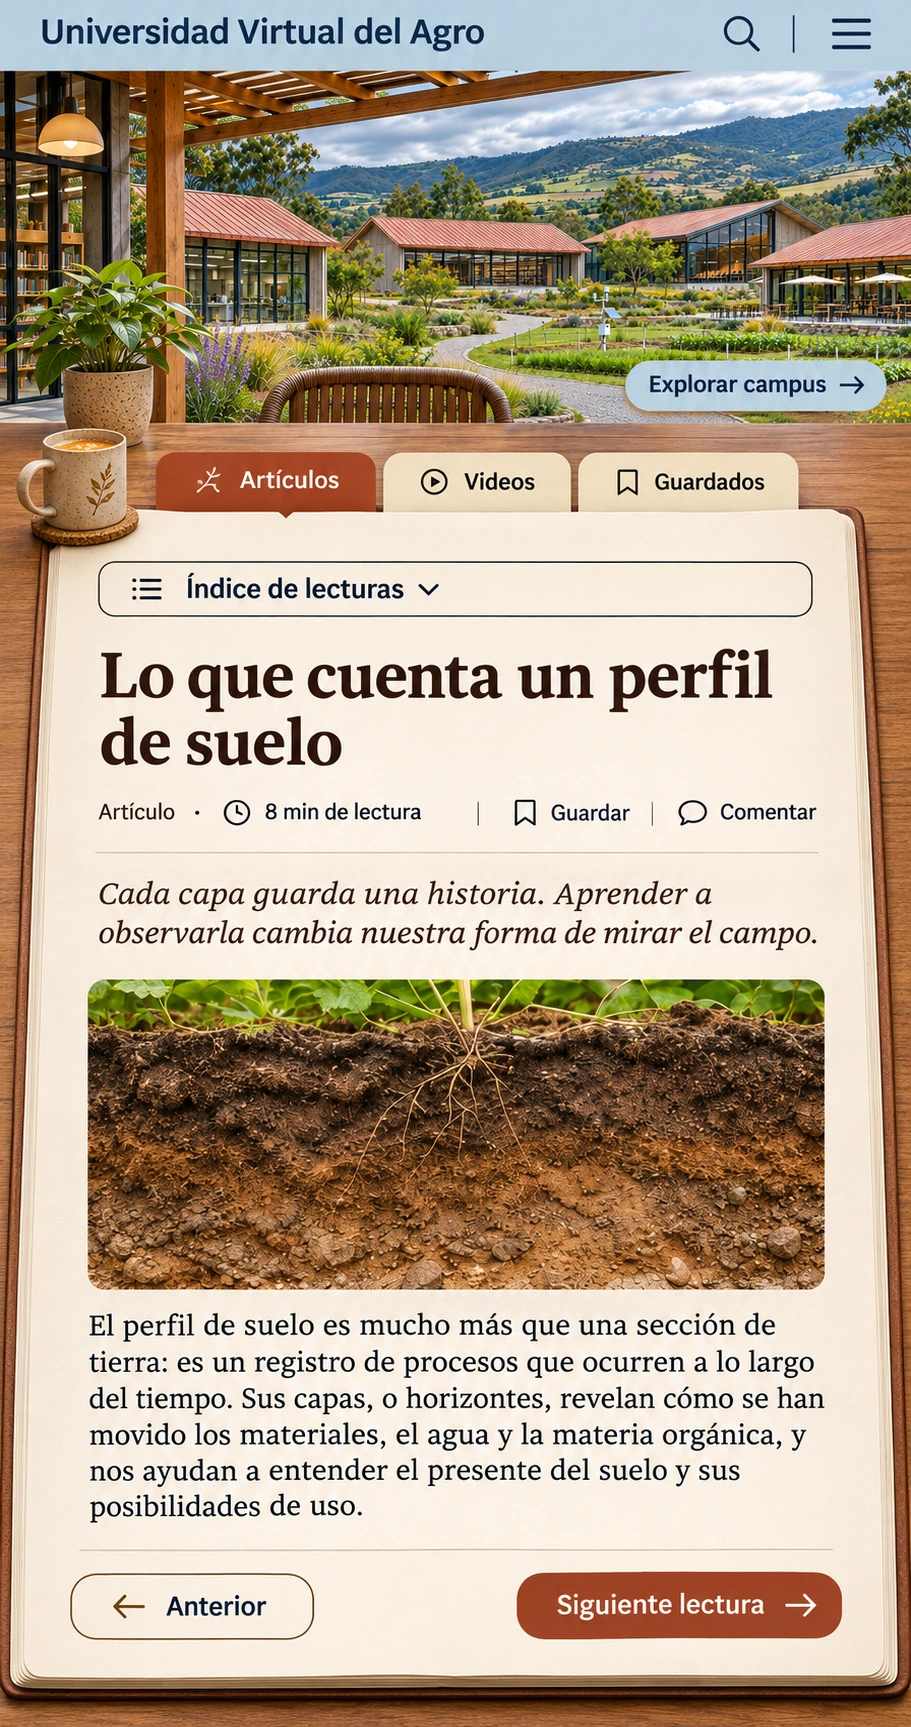 Universidad Virtual del Agro
Explorar campus
Artículos
Videos
Guardados
Índice de lecturas
Lo que cuenta un perfil
de suelo
Artículo · 8 min de lectura
Guardar
Comentar
Cada capa guarda una historia. Aprender a
observarla cambia nuestra forma de mirar el campo.
El perfil de suelo es mucho más que una sección de
tierra: es un registro de procesos que ocurren a lo largo
del tiempo. Sus capas, o horizontes, revelan cómo se han
movido los materiales, el agua y la materia orgánica, y
nos ayudan a entender el presente del suelo y sus
posibilidades de uso.
Anterior
Siguiente lectura